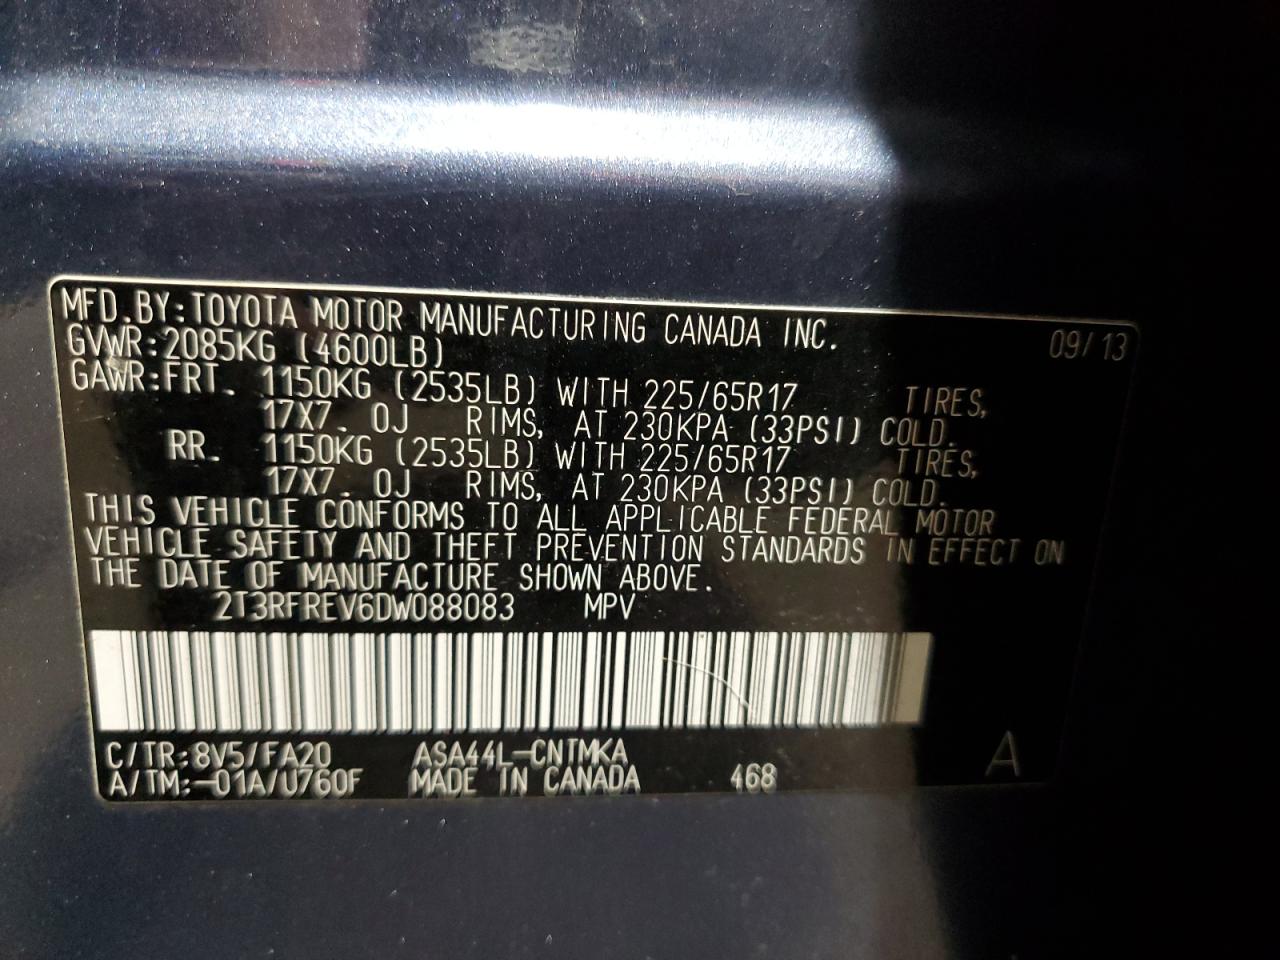 MFD.BY:TOYOTA MOTOR MANUFACTURING CANADA INC. 09/13
GVWR:2085KG (4600LB)
GAWR:FRT. 1150KG (2535LB) WITH 225/65R17 TIRES,
17X7.0J RIMS, AT 230KPA (33PSI) COLD.
RR. 1150KG (2535LB) WITH 225/65R17 TIRES,
17X7.0J RIMS, AT 230KPA (33PSI) COLD.
THIS VEHICLE CONFORMS TO ALL APPLICABLE FEDERAL MOTOR
VEHICLE SAFETY AND THEFT PREVENTION STANDARDS IN EFFECT ON
THE DATE OF MANUFACTURE SHOWN ABOVE.
2T3RFREV6DW088083 MPV
C/TR:8V5/FA20 ASA44L-CNTMKA A
A/TM:-01A/U760F MADE IN CANADA 468